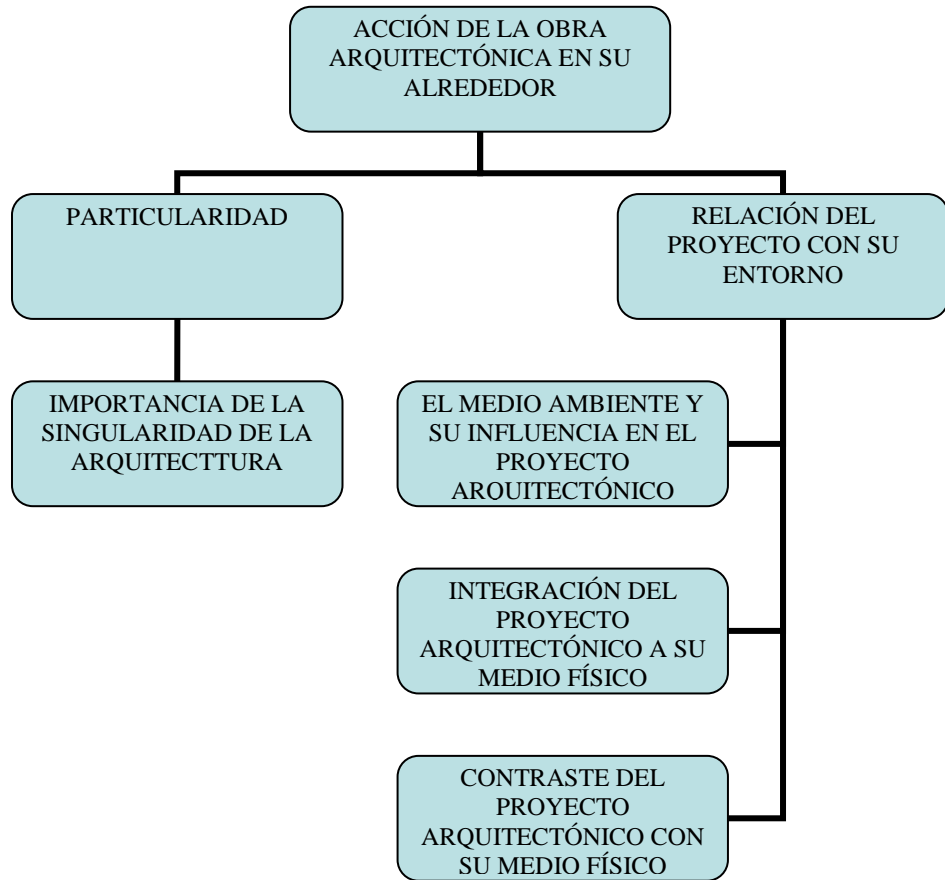 ACCIÓN DE LA OBRA
ARQUITECTÓNICA EN SU
ALREDEDOR
PARTICULARIDAD
RELACIÓN DEL
PROYECTO CON SU
ENTORNO
IMPORTANCIA DE LA
SINGULARIDAD DE LA
ARQUITECTTURA
EL MEDIO AMBIENTE Y
SU INFLUENCIA EN EL
PROYECTO
ARQUITECTÓNICO
INTEGRACIÓN DEL
PROYECTO
ARQUITECTÓNICO A SU
MEDIO FÍSICO
CONTRASTE DEL
PROYECTO
ARQUITECTÓNICO CON
SU MEDIO FÍSICO